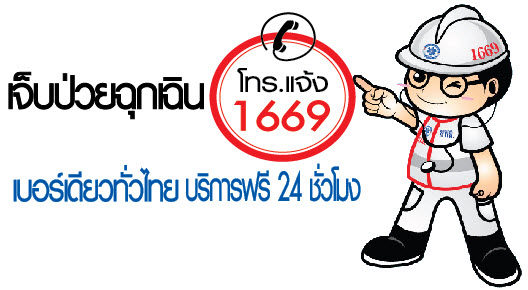 เจ็บป่วยฉุกเฉิน
โทร.แจ้ง
1669
เบอร์เดียวทั่วไทย บริการฟรี 24 ชั่วโมง
1669